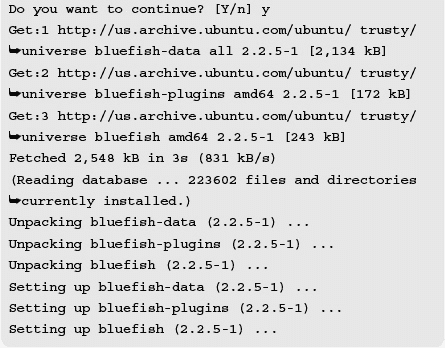 Do you want to continue? [Y/n] y
Get:1 http://us.archive.ubuntu.com/ubuntu/ trusty/
➥universe bluefish-data all 2.2.5-1 [2,134 kB]
Get:2 http://us.archive.ubuntu.com/ubuntu/ trusty/
➥universe bluefish-plugins amd64 2.2.5-1 [172 kB]
Get:3 http://us.archive.ubuntu.com/ubuntu/ trusty/
➥universe bluefish amd64 2.2.5-1 [243 kB]
Fetched 2,548 kB in 3s (831 kB/s)
(Reading database ... 223602 files and directories
➥currently installed.)
Unpacking bluefish-data (2.2.5-1) ...
Unpacking bluefish-plugins (2.2.5-1) ...
Unpacking bluefish (2.2.5-1) ...
Setting up bluefish-data (2.2.5-1) ...
Setting up bluefish-plugins (2.2.5-1) ...
Setting up bluefish (2.2.5-1) ...